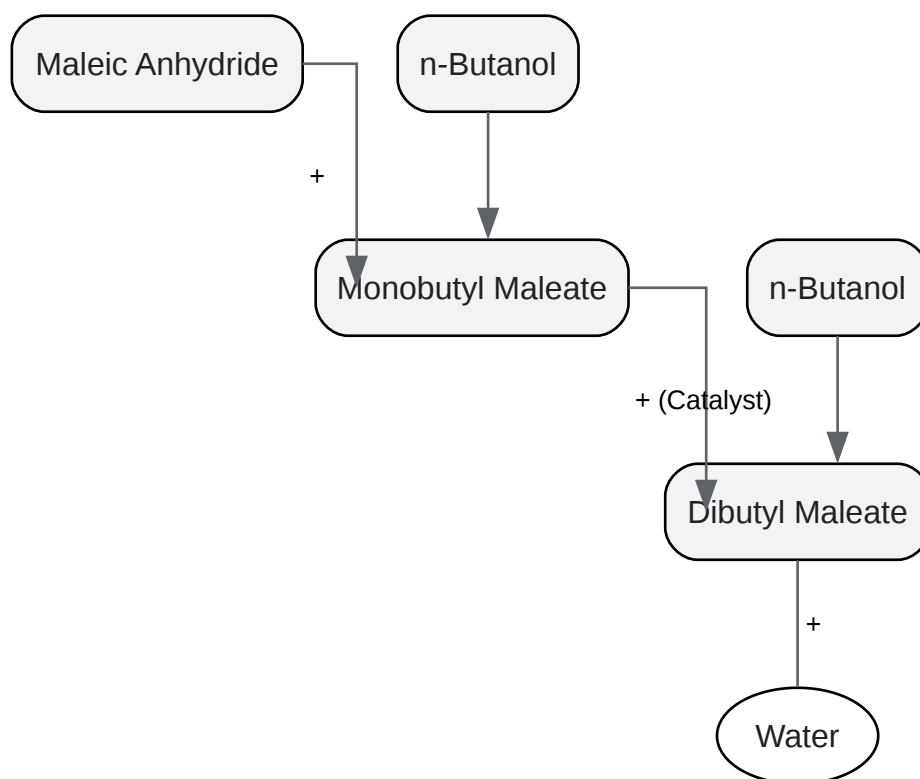 Maleic Anhydride
n-Butanol
+
Monobutyl Maleate
n-Butanol
+ (Catalyst)
Dibutyl Maleate
+
Water